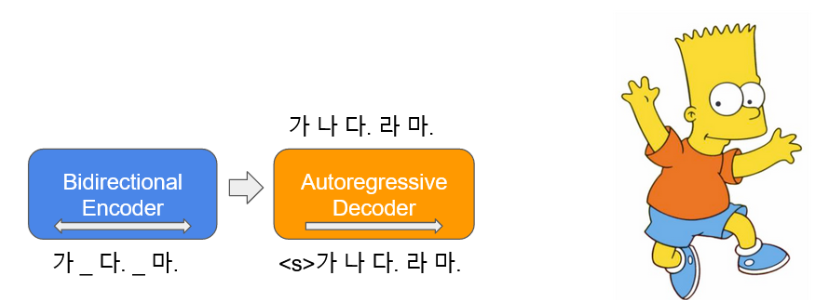 가 나 다. 라 마.
Bidirectional
Encoder
Autoregressive
Decoder
가 _ 다. _ 마.
<s>가 나 다. 라 마.